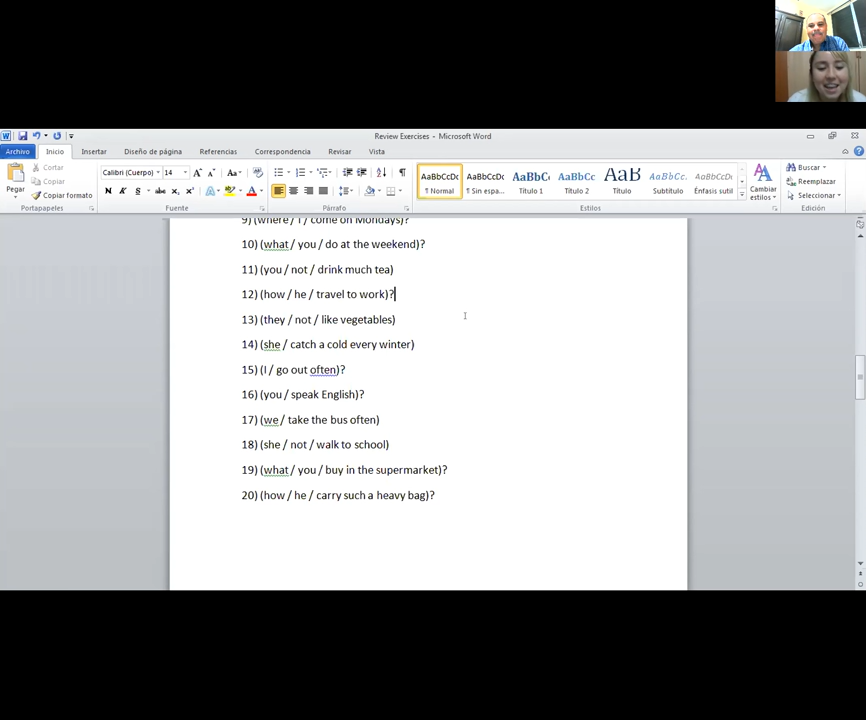 Review Exercises - Microsoft Word
Archivo Inicio Insertar Diseño de página Referencias Correspondencia Revisar Vista
Pegar
Cortar
Copiar
Copiar formato
Portapapeles
Calibri (Cuerpo) 14
N K S abc
Fuente
Párrafo
AaBbCcDc AaBbCcDc AaBbC AaBbCc AaB AaBbCc. AaBbCcDc
¶ Normal ¶ Sin espa... Título 1 Título 2 Título Subtítulo Énfasis sutil
Cambiar estilos
Estilos
Buscar
Reemplazar
Seleccionar
Edición
9) (where / I / come on Mondays)?
10) (what / you / do at the weekend)?
11) (you / not / drink much tea)
12) (how / he / travel to work)?
13) (they / not / like vegetables)
14) (she / catch a cold every winter)
15) (I / go out often)?
16) (you / speak English)?
17) (we / take the bus often)
18) (she / not / walk to school)
19) (what / you / buy in the supermarket)?
20) (how / he / carry such a heavy bag)?